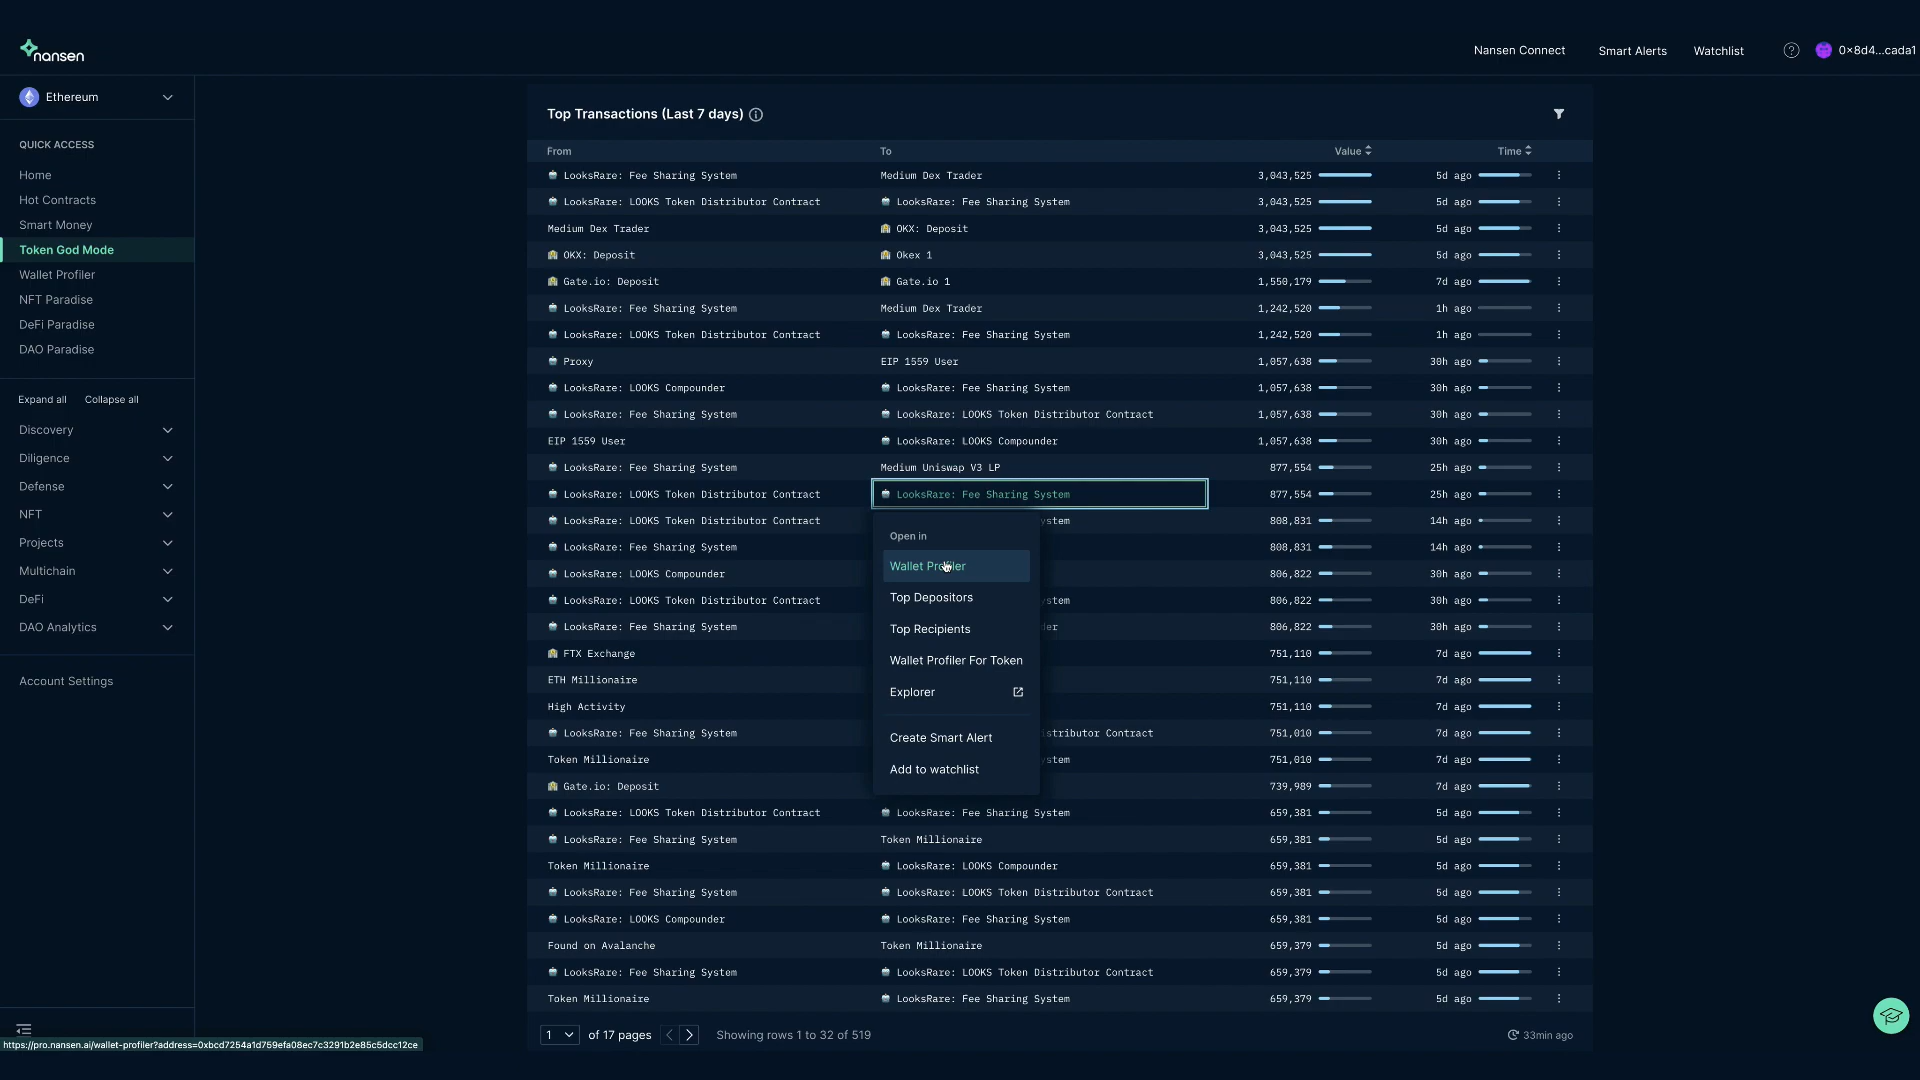 nansen
Nansen Connect Smart Alerts Watchlist 0×8d4...cada1
Ethereum
QUICK ACCESS
Home
Hot Contracts
Smart Money
Token God Mode
Wallet Profiler
NFT Paradise
DeFi Paradise
DAO Paradise
Expand all Collapse all
Discovery
Diligence
Defense
NFT
Projects
Multichain
DeFi
DAO Analytics
Account Settings
Top Transactions (Last 7 days)
From To Value Time
LooksRare: Fee Sharing System Medium Dex Trader 3,043,525 5d ago
LooksRare: LOOKS Token Distributor Contract LooksRare: Fee Sharing System 3,043,525 5d ago
Medium Dex Trader OKX: Deposit 3,043,525 5d ago
OKX: Deposit Okex 1 3,043,525 5d ago
Gate.io: Deposit Gate.io 1 1,550,179 7d ago
LooksRare: Fee Sharing System Medium Dex Trader 1,242,520 1h ago
LooksRare: LOOKS Token Distributor Contract LooksRare: Fee Sharing System 1,242,520 1h ago
Proxy EIP 1559 User 1,057,638 30h ago
LooksRare: LOOKS Compounder LooksRare: Fee Sharing System 1,057,638 30h ago
LooksRare: Fee Sharing System LooksRare: LOOKS Token Distributor Contract 1,057,638 30h ago
EIP 1559 User LooksRare: LOOKS Compounder 1,057,638 30h ago
LooksRare: Fee Sharing System Medium Uniswap V3 LP 877,554 25h ago
LooksRare: LOOKS Token Distributor Contract LooksRare: Fee Sharing System 877,554 25h ago
LooksRare: LOOKS Token Distributor Contract ystem 808,831 14h ago
LooksRare: Fee Sharing System 808,831 14h ago
LooksRare: LOOKS Compounder 806,822 30h ago
LooksRare: LOOKS Token Distributor Contract ystem 806,822 30h ago
LooksRare: Fee Sharing System der 806,822 30h ago
FTX Exchange 751,110 7d ago
ETH Millionaire 751,110 7d ago
High Activity 751,110 7d ago
LooksRare: Fee Sharing System istributor Contract 751,010 7d ago
Token Millionaire ystem 751,010 7d ago
Gate.io: Deposit 739,989 7d ago
LooksRare: LOOKS Token Distributor Contract LooksRare: Fee Sharing System 659,381 5d ago
LooksRare: Fee Sharing System Token Millionaire 659,381 5d ago
Token Millionaire LooksRare: LOOKS Compounder 659,381 5d ago
LooksRare: Fee Sharing System LooksRare: LOOKS Token Distributor Contract 659,381 5d ago
LooksRare: LOOKS Compounder LooksRare: Fee Sharing System 659,381 5d ago
Found on Avalanche Token Millionaire 659,379 5d ago
LooksRare: Fee Sharing System LooksRare: LOOKS Token Distributor Contract 659,379 5d ago
Token Millionaire LooksRare: Fee Sharing System 659,379 5d ago
Open in
Wallet Profiler
Top Depositors
Top Recipients
Wallet Profiler For Token
Explorer
Create Smart Alert
Add to watchlist
1 of 17 pages Showing rows 1 to 32 of 519 33min ago
https://pro.nansen.ai/wallet-profiler?address=0xbcd7254a1d759efa08ec7c3291b2e85c5dcc12ce